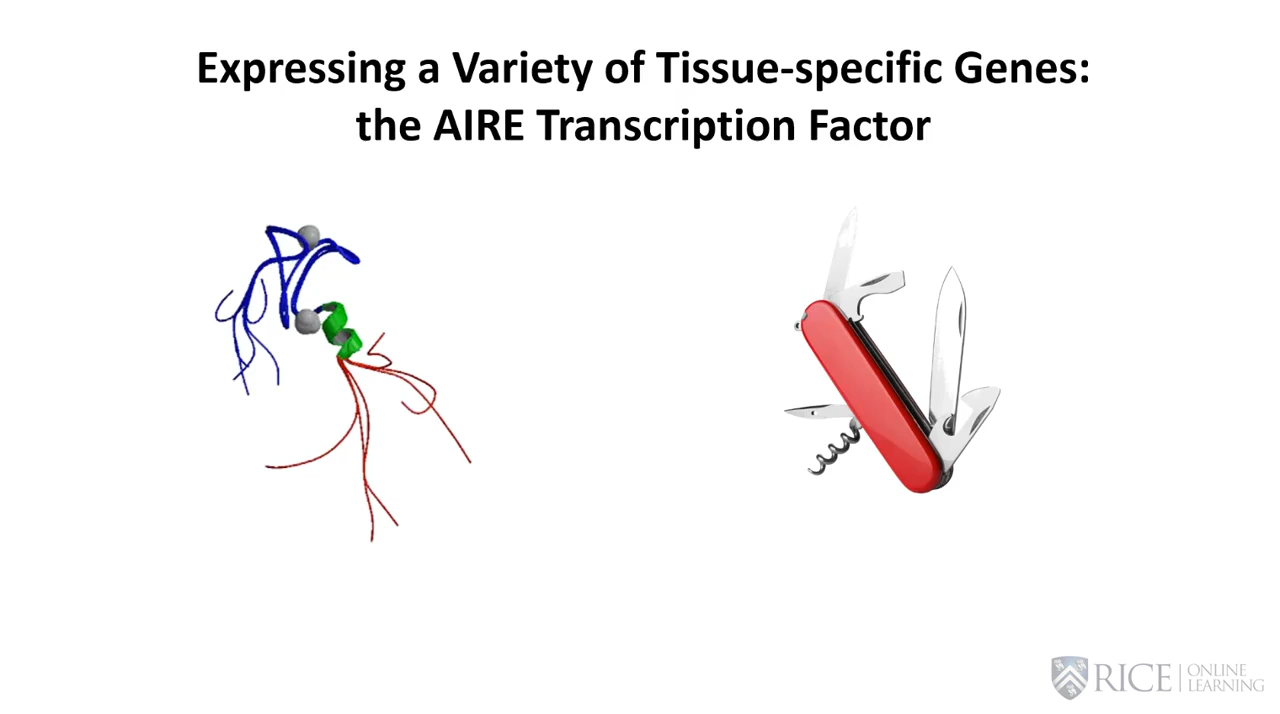 Expressing a Variety of Tissue-specific Genes:
the AIRE Transcription Factor
RICE ONLINE
LEARNING